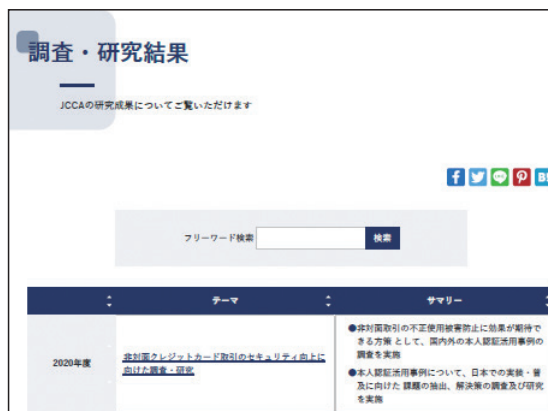 調査・研究結果
JCCAの研究成果についてご覧いただけます
フリーワード検索
検索
テーマ
サマリー
2020年度
非対面クレジットカード取引のセキュリティ向上に
向けた調査・研究
●非対面取引の不正使用被害防止に効果が期待で
きる方策 として、国内外の本人認証活用事例の
調査を実施
●本人認証活用事例について、日本での実装・普
及に向けた 課題の抽出、解決策の調査及び研究
を実施